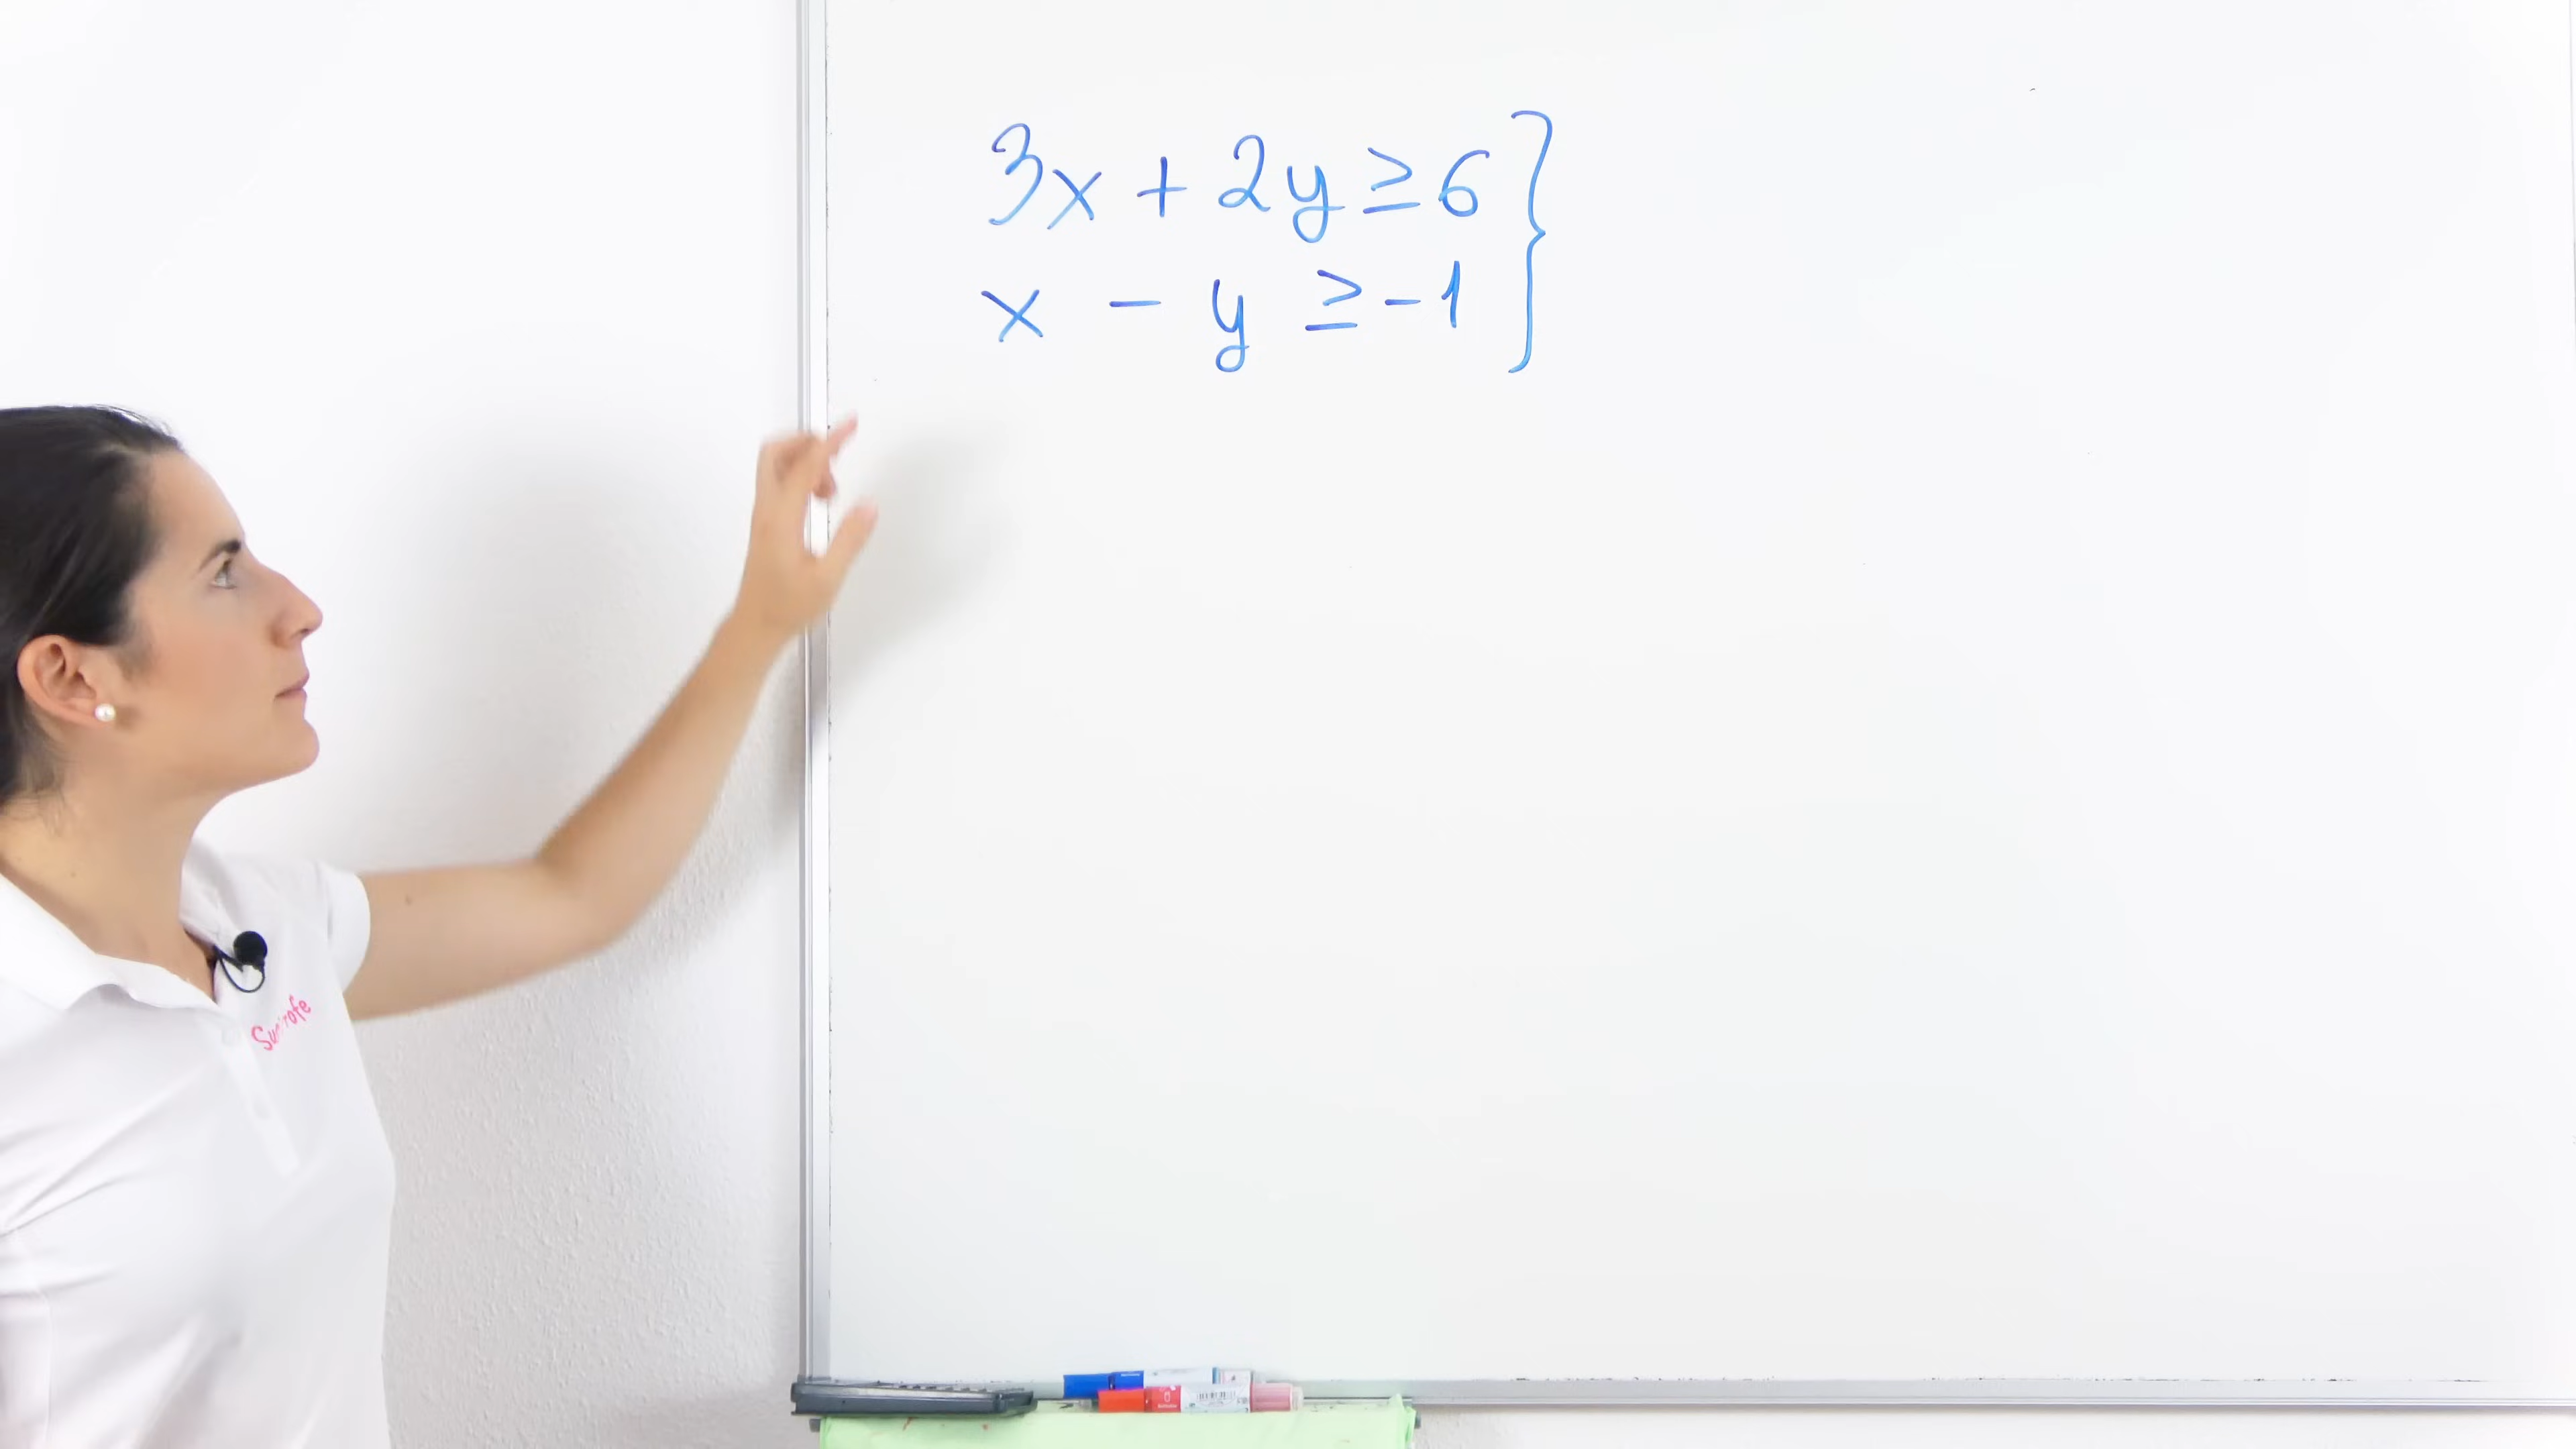 3x + 2y ≥ 6 }
x - y ≥ -1